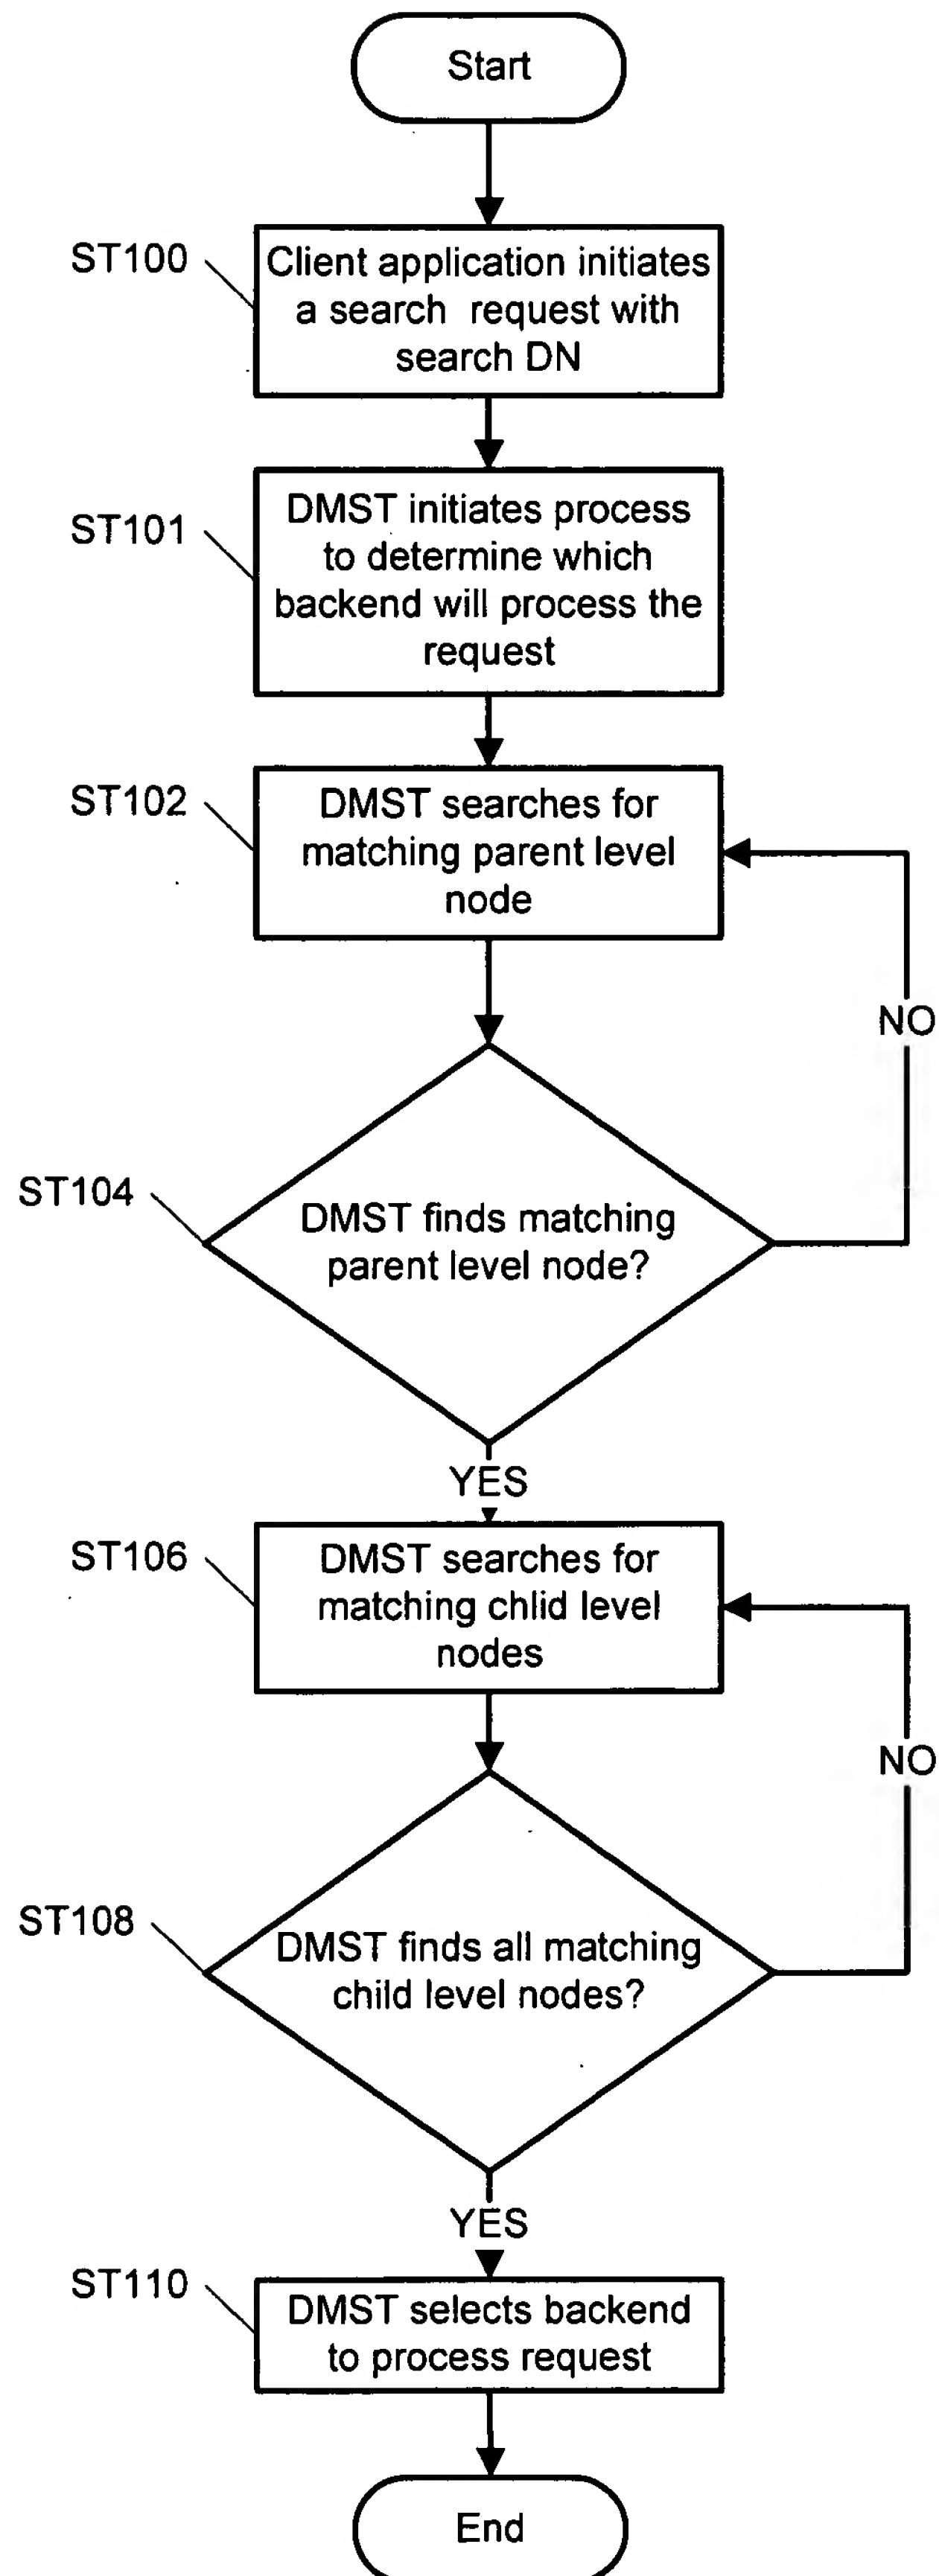 Start
ST100
Client application initiates
a search request with
search DN
ST101
DMST initiates process
to determine which
backend will process the
request
ST102
DMST searches for
matching parent level
node
NO
ST104
DMST finds matching
parent level node?
YES
ST106
DMST searches for
matching chlid level
nodes
NO
ST108
DMST finds all matching
child level nodes?
YES
ST110
DMST selects backend
to process request
End